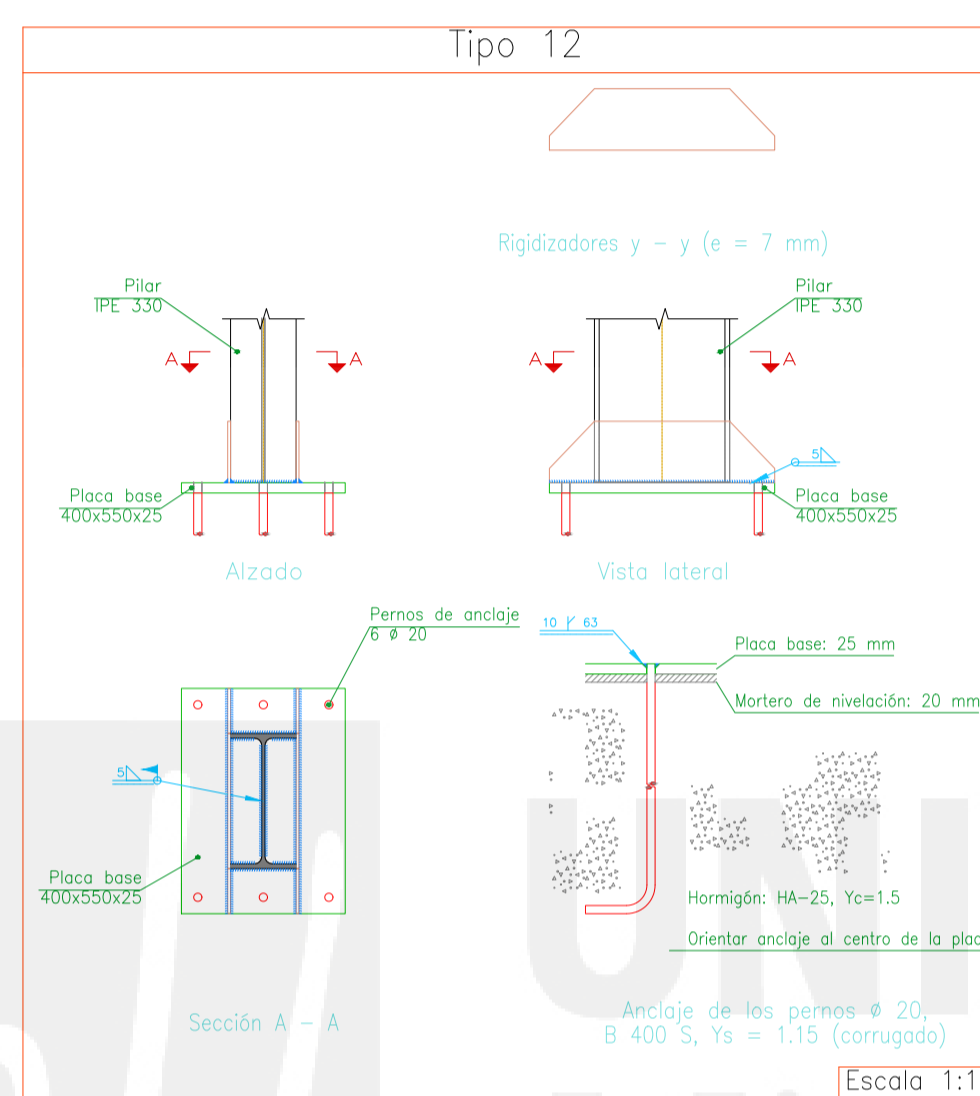 Tipo 12
Rigidizadores y - y (e = 7 mm)
Pilar
IPE 330
Pilar
IPE 330
A
A
A
A
5
Placa base
400x550x25
Placa base
400x550x25
Alzado
Vista lateral
Pernos de anclaje
6 ø 20
10 63
Placa base: 25 mm
Mortero de nivelación: 20 mm
5
Placa base
400x550x25
Hormigón: HA-25, Yc=1.5
Orientar anclaje al centro de la plac
Sección A - A
Anclaje de los pernos ø 20,
B 400 S, Ys = 1.15 (corrugado)
Escala 1:1
UNI